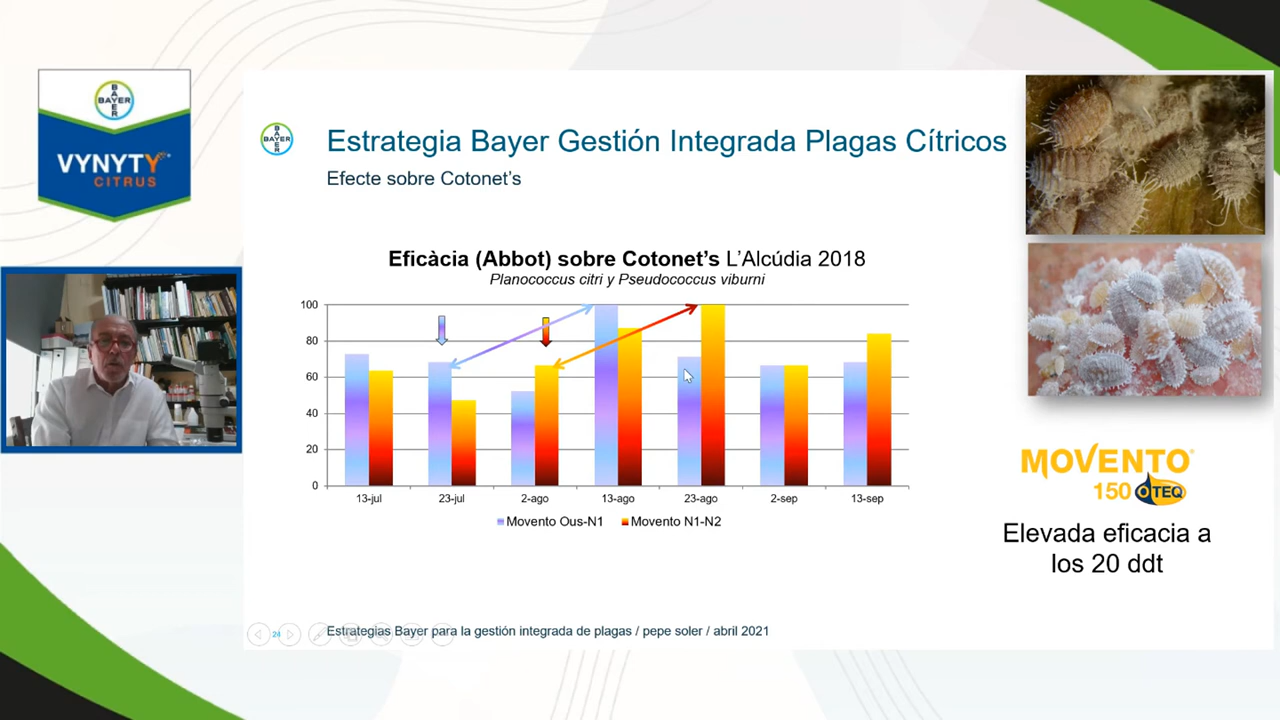 BAYER
BAYER
VYNYTY
CITRUS
BAYER
BAYER
Estrategia Bayer Gestión Integrada Plagas Cítricos
Efecte sobre Cotonet's
Eficàcia (Abbot) sobre Cotonet's L'Alcúdia 2018
Planococcus citri y Pseudococcus viburni
100
80
60
40
20
0
13-jul 23-jul 2-ago 13-ago 23-ago 2-sep 13-sep
Movento Ous-N1 Movento N1-N2
MOVENTO
150 OTEQ
Elevada eficacia a
los 20 ddt
24
Estrategias Bayer para la gestión integrada de plagas / pepe soler / abril 2021